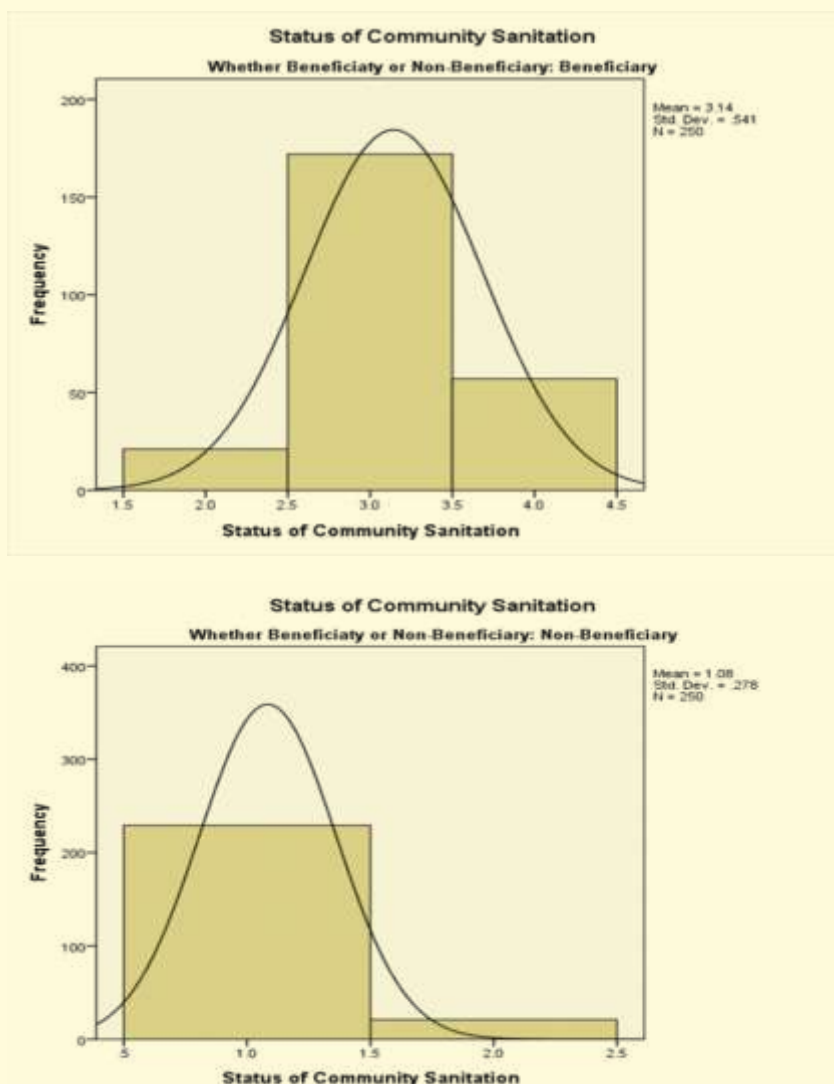 Status of Community Sanitation
Whether Beneficiaty or Non-Beneficiary: Beneficiary
Mean = 3.14
Std. Dev. = .541
N = 250
200
150
100
50
0
Frequency
1.5 2.0 2.5 3.0 3.5 4.0 4.5
Status of Community Sanitation
Status of Community Sanitation
Whether Beneficiaty or Non-Beneficiary: Non-Beneficiary
Mean = 1.08
Std. Dev. = .278
N = 250
400
300
200
100
0
Frequency
.5 1.0 1.5 2.0 2.5
Status of Community Sanitation